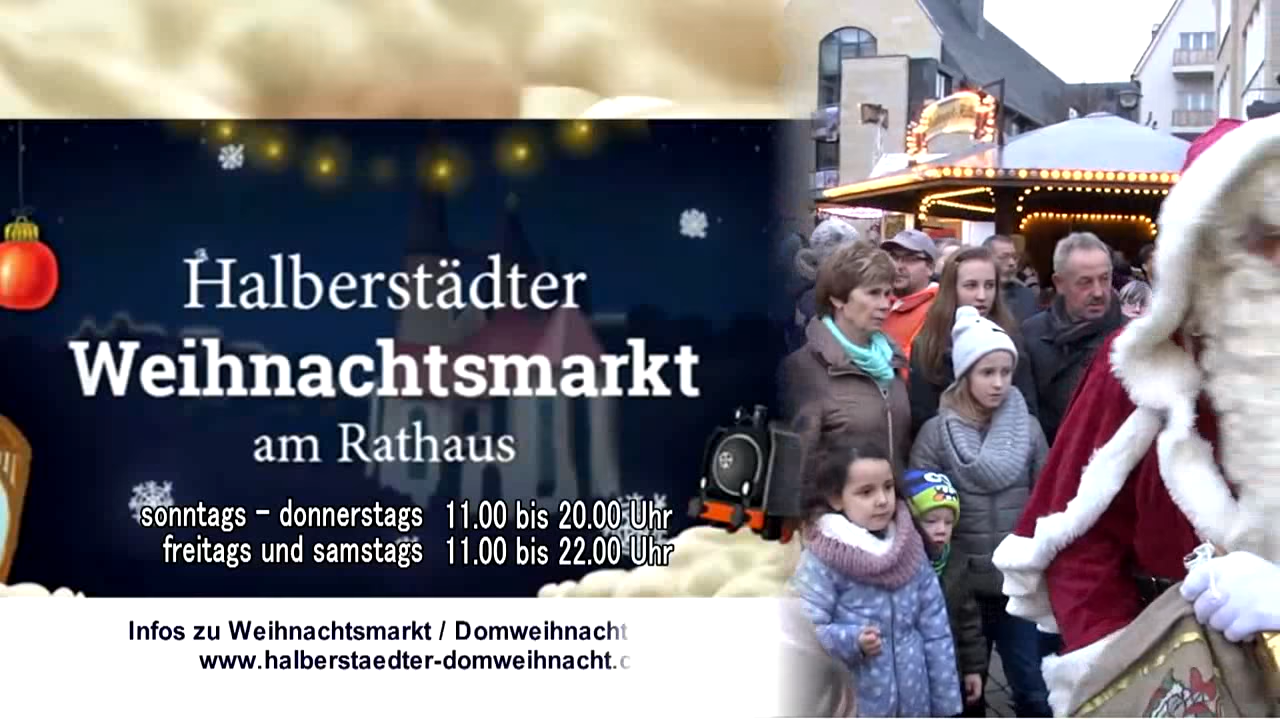 Halberstädter
Weihnachtsmarkt
am Rathaus
sonntags - donnerstags 11.00 bis 20.00 Uhr
freitags und samstags 11.00 bis 22.00 Uhr
Infos zu Weihnachtsmarkt / Domweihnacht
www.halberstaedter-domweihnacht.